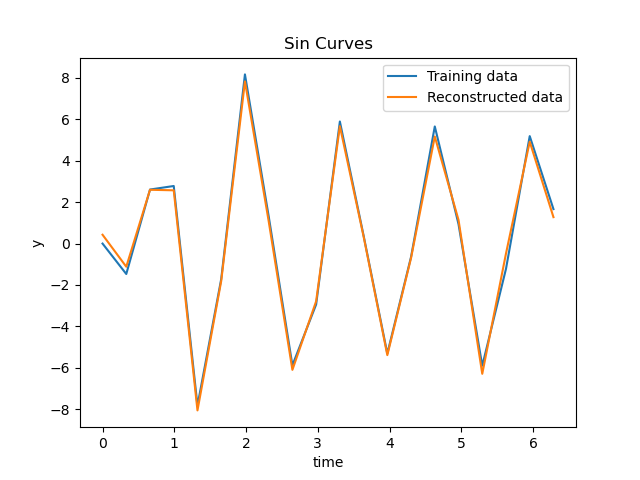 Sin Curves
Training data
Reconstructed data
8
6
4
2
0
−2
−4
−6
−8
y
0 1 2 3 4 5 6
time